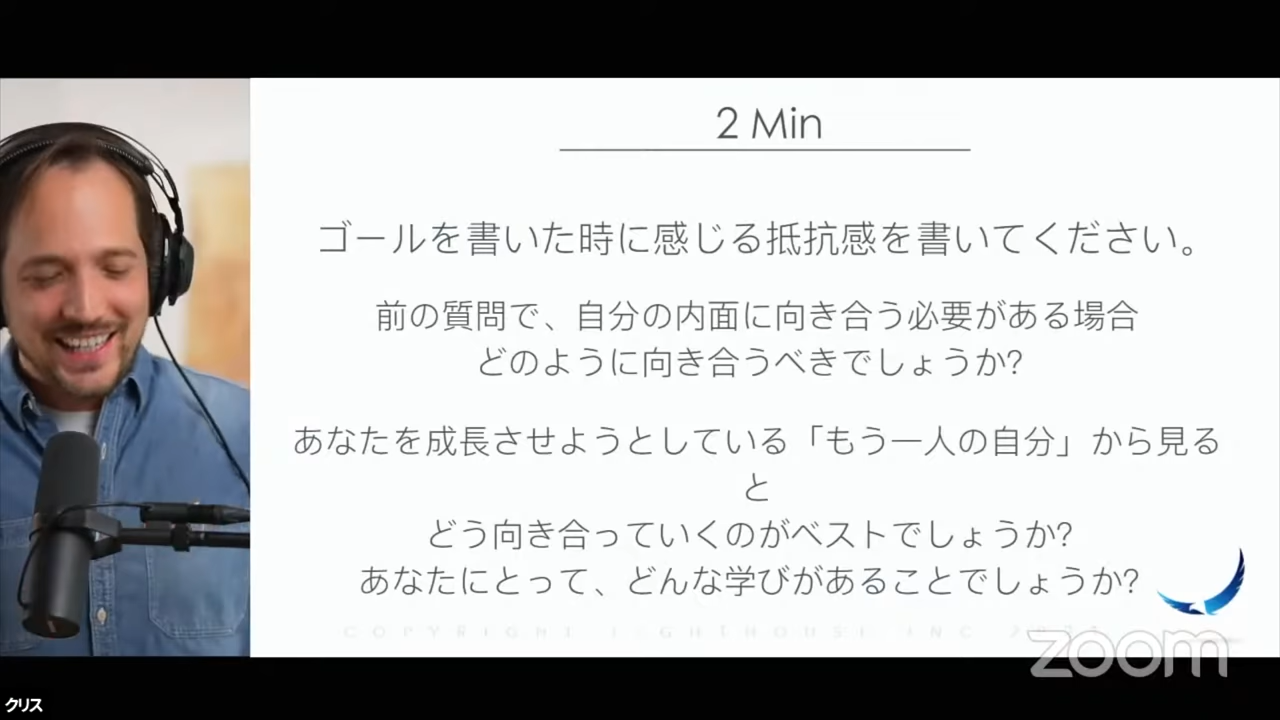 2 Min
ゴールを書いた時に感じる抵抗感を書いてください。
前の質問で、自分の内面に向き合う必要がある場合
どのように向き合うべきでしょうか?
あなたを成長させようとしている「もう一人の自分」から見る
と
どう向き合っていくのがベストでしょうか?
あなたにとって、どんな学びがあることでしょうか?
COPYRIGHT LIGHTHOUSE INC
zoom
クリス